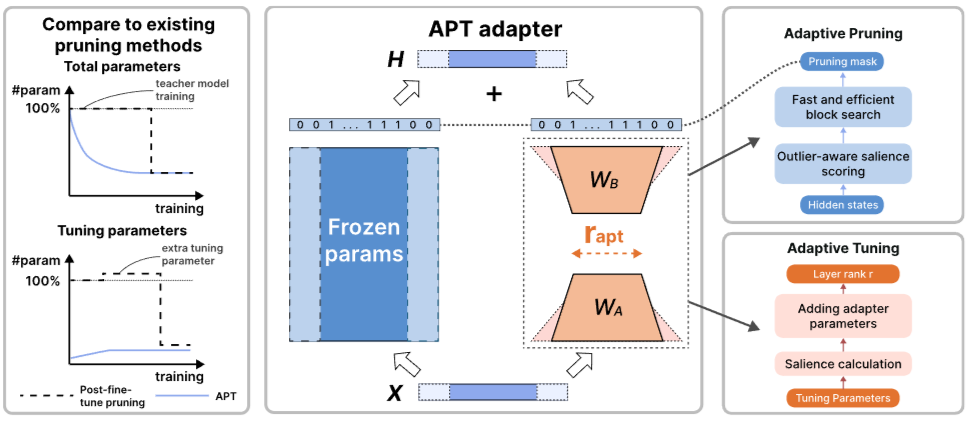 Compare to existing
pruning methods
Total parameters
#param
100%
teacher model
training
training
Tuning parameters
#param
100%
extra tuning
parameter
training
Post-fine-
tune pruning
APT
APT adapter
H
+
0 0 1 ... 1 1 1 0 0
0 0 1 ... 1 1 1 0 0
Frozen
params
W_B
r_apt
W_A
X
Adaptive Pruning
Pruning mask
Fast and efficient
block search
Outlier-aware salience
scoring
Hidden states
Adaptive Tuning
Layer rank r
Adding adapter
parameters
Salience calculation
Tuning Parameters